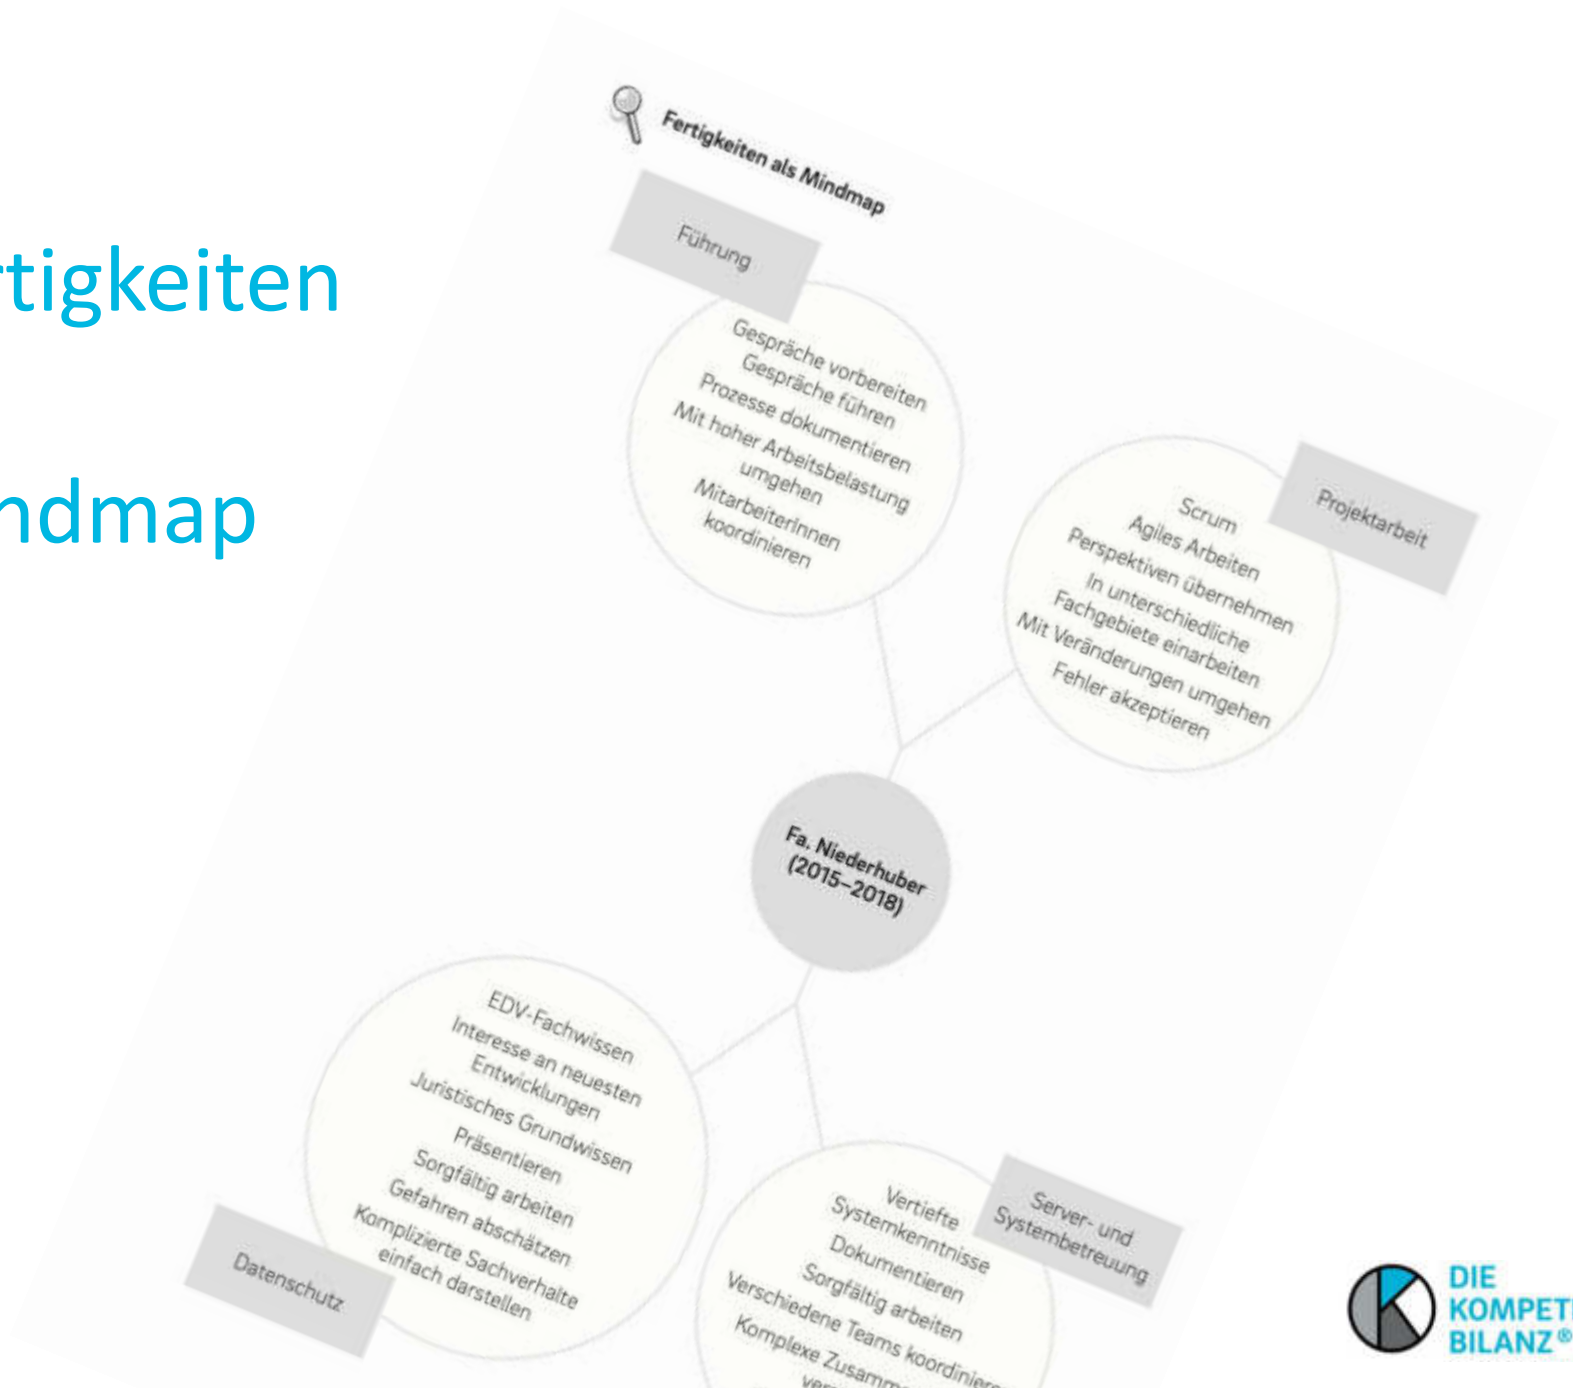 rtigkeiten
ndmap
Fertigkeiten als Mindmap
Führung
Gespräche vorbereiten
Gespräche führen
Prozesse dokumentieren
Mit hoher Arbeitsbelastung
umgehen
MitarbeiterInnen
koordinieren
Projektarbeit
Scrum
Agiles Arbeiten
Perspektiven übernehmen
In unterschiedliche
Fachgebiete einarbeiten
Mit Veränderungen umgehen
Fehler akzeptieren
Fa. Niederhuber
(2015–2018)
EDV-Fachwissen
Interesse an neuesten
Entwicklungen
Juristisches Grundwissen
Präsentieren
Sorgfältig arbeiten
Gefahren abschätzen
Komplizierte Sachverhalte
einfach darstellen
Datenschutz
Server- und
Systembetreuung
Vertiefte
Systemkenntnisse
Dokumentieren
Sorgfältig arbeiten
Verschiedene Teams koordinieren
Komplexe
DIE
KOMPET
BILANZ®